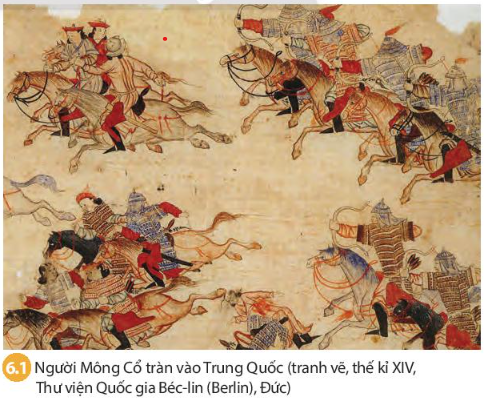 6.1 Người Mông Cổ tràn vào Trung Quốc (tranh vẽ, thế kỉ XIV,
Thư viện Quốc gia Béc-lin (Berlin), Đức)